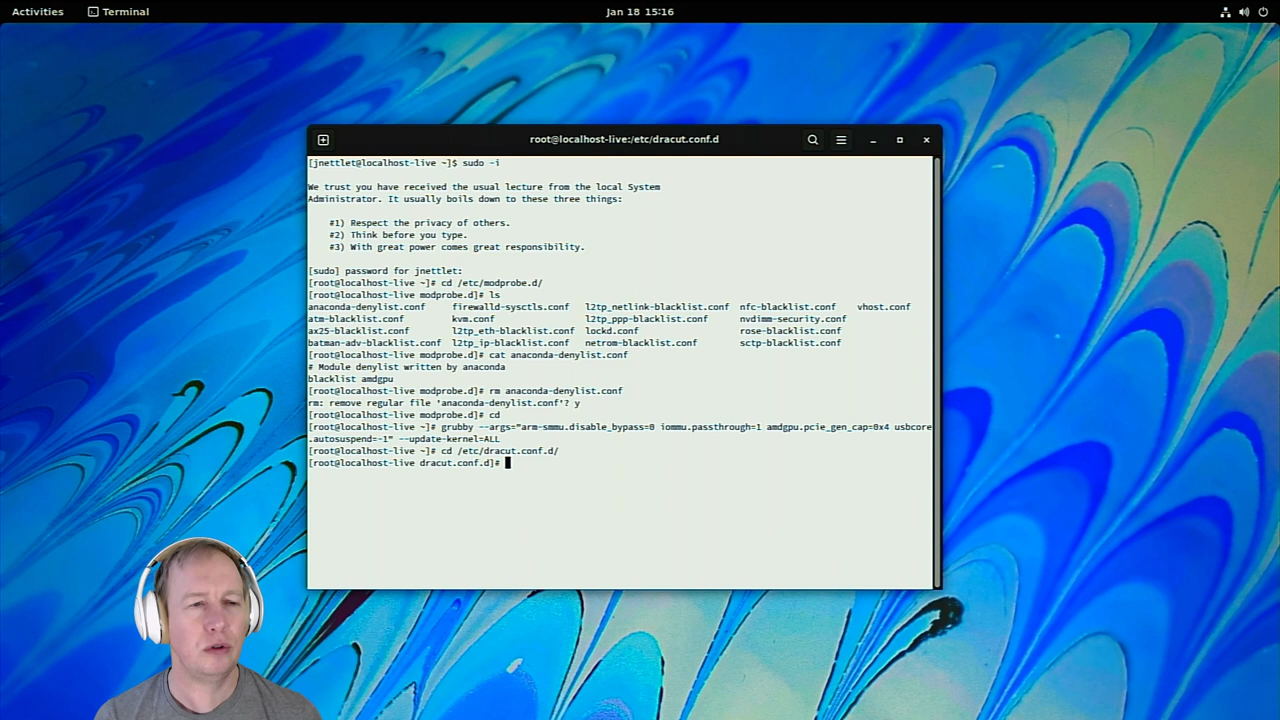 Activities
Terminal
Jan 18 15:16
root@localhost-live:/etc/dracut.conf.d
[jnettlet@localhost-live ~]$ sudo -i
We trust you have received the usual lecture from the local System
Administrator. It usually boils down to these three things:
#1) Respect the privacy of others.
#2) Think before you type.
#3) With great power comes great responsibility.
[sudo] password for jnettlet:
[root@localhost-live ~]# cd /etc/modprobe.d/
[root@localhost-live modprobe.d]# ls
anaconda-denylist.conf firewalld-sysctls.conf l2tp_netlink-blacklist.conf nfc-blacklist.conf vhost.conf
atm-blacklist.conf kvm.conf l2tp_ppp-blacklist.conf nvdimm-security.conf
ax25-blacklist.conf l2tp_eth-blacklist.conf lockd.conf rose-blacklist.conf
batman-adv-blacklist.conf l2tp_ip-blacklist.conf netrom-blacklist.conf sctp-blacklist.conf
[root@localhost-live modprobe.d]# cat anaconda-denylist.conf
# Module denylist written by anaconda
blacklist amdgpu
[root@localhost-live modprobe.d]# rm anaconda-denylist.conf
rm: remove regular file 'anaconda-denylist.conf'? y
[root@localhost-live modprobe.d]# cd
[root@localhost-live ~]# grubby --args="arm-smmu.disable_bypass=0 iommu.passthrough=1 amdgpu.pcie_gen_cap=0x4 usbcore
.autosuspend=-1" --update-kernel=ALL
[root@localhost-live ~]# cd /etc/dracut.conf.d/
[root@localhost-live dracut.conf.d]#